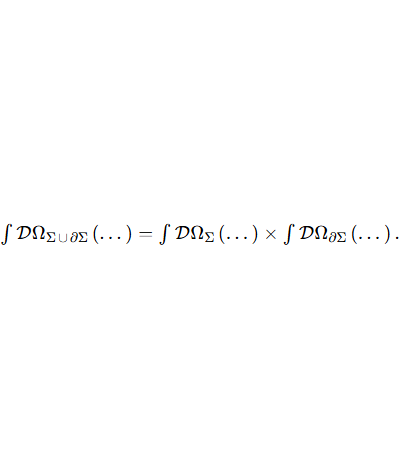 ∫ 𝒟Ω_{Σ ∪ ∂Σ} (…) = ∫ 𝒟Ω_Σ (…) × ∫ 𝒟Ω_{∂Σ} (…) .